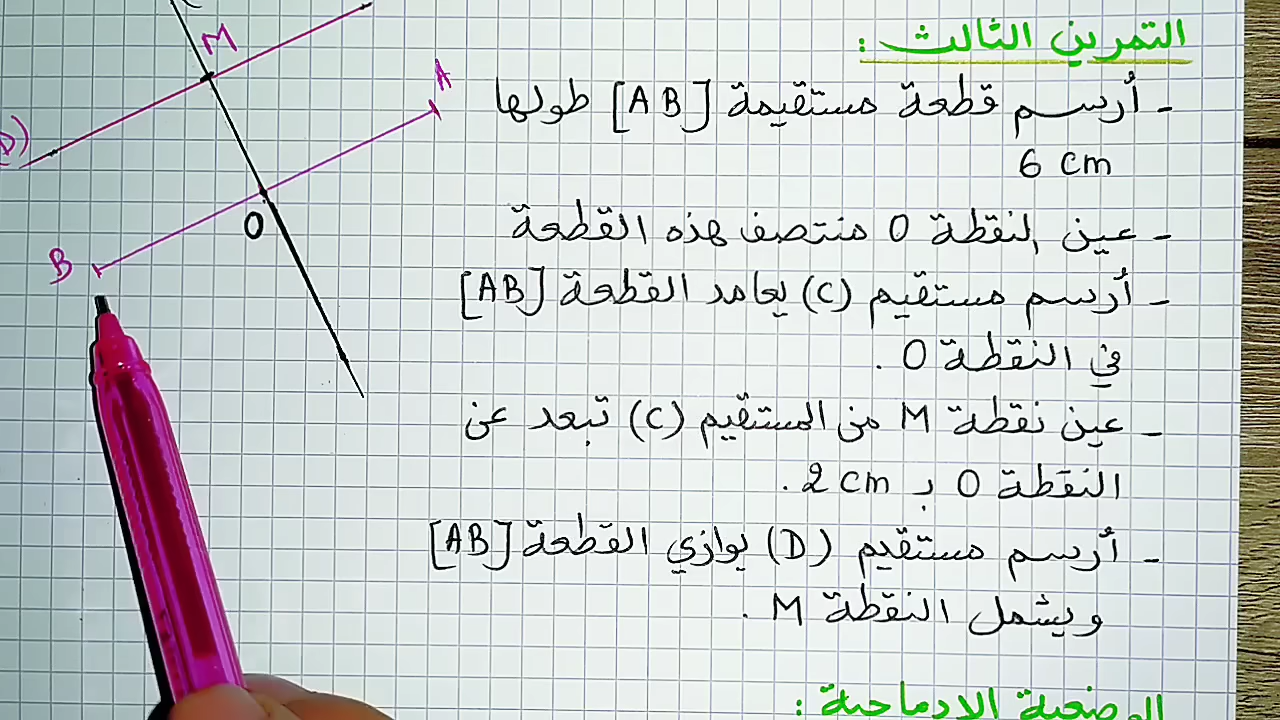 التمرين الثالث :
- أرسم قطعة مستقيمة [AB] طولها
6 cm
- عين النقطة O منتصف هذه القطعة
- أرسم مستقيم (C) يعامد القطعة [AB]
في النقطة O .
- عين نقطة M من المستقيم (C) تبعد عن
النقطة O بـ 2 cm .
- أرسم مستقيم (D) يوازي القطعة [AB]
ويشمل النقطة M .
الوضعية الادماجية :
M
A
D)
O
B